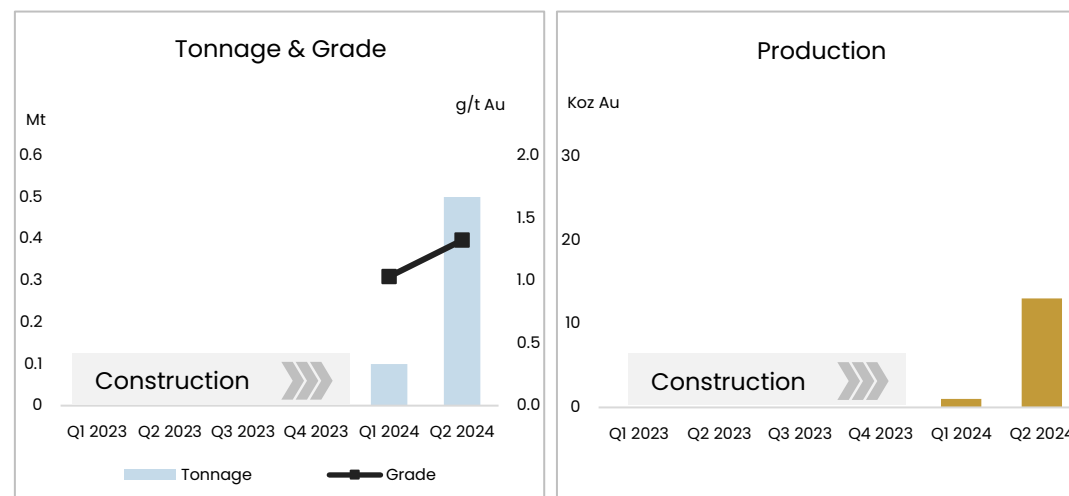 Tonnage & Grade
g/t Au
Mt
0.6
2.0
0.5
1.5
0.4
0.3
1.0
0.2
0.5
0.1
Construction
0
0.0
Q1 2023 Q2 2023 Q3 2023 Q4 2023 Q1 2024 Q2 2024
Tonnage Grade
Production
Koz Au
30
20
10
Construction
0
Q1 2023 Q2 2023 Q3 2023 Q4 2023 Q1 2024 Q2 2024